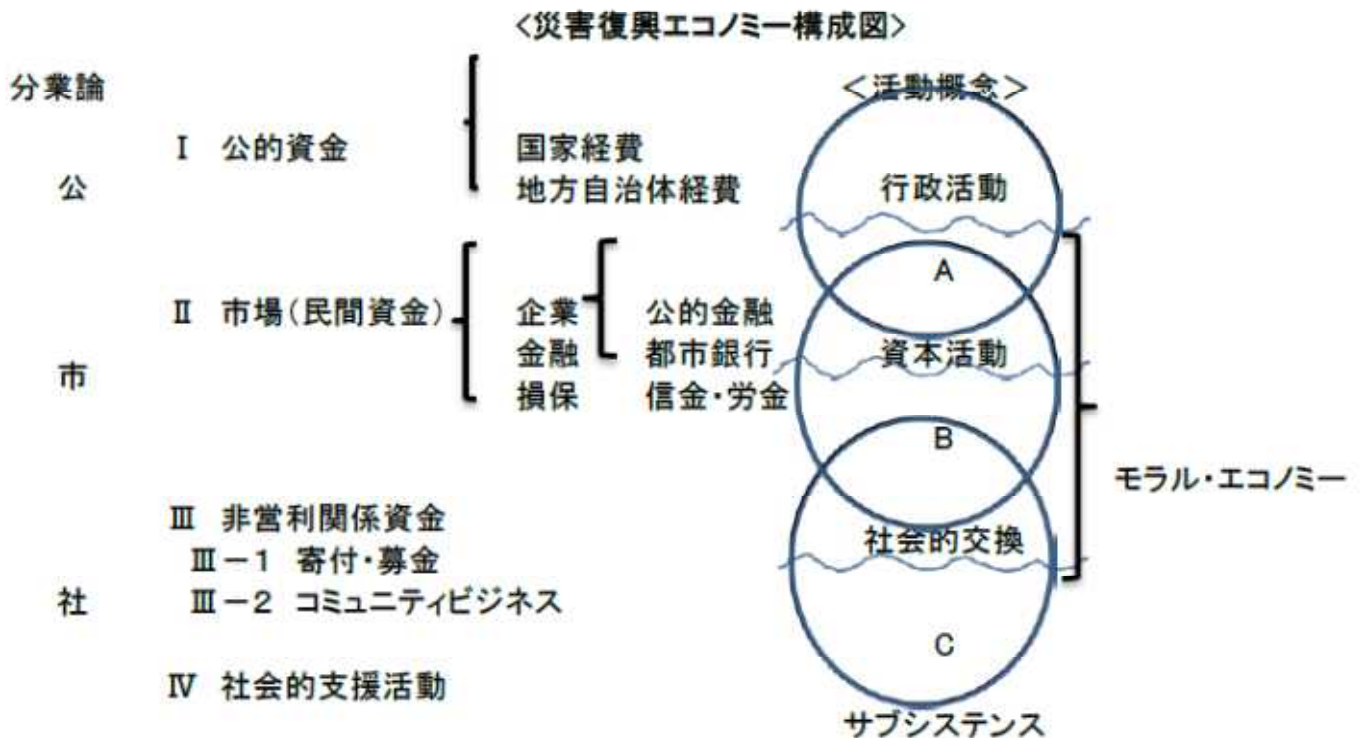 <災害復興エコノミー構成図>
分業論
<活動概念>
Ⅰ 公的資金
国家経費
公
地方自治体経費
行政活動
A
Ⅱ 市場(民間資金)
企業
公的金融
金融
都市銀行
資本活動
市
損保
信金・労金
B
モラル・エコノミー
Ⅲ 非営利関係資金
社会的交換
Ⅲ-1 寄付・募金
社
Ⅲ-2 コミュニティビジネス
C
Ⅳ 社会的支援活動
サブシステンス